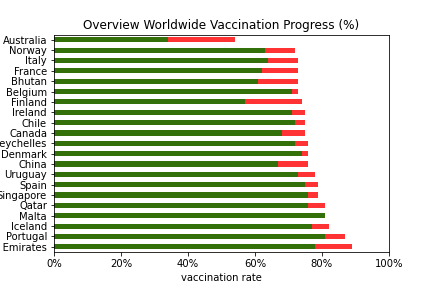 Overview Worldwide Vaccination Progress (%)
Australia
Norway
Italy
France
Bhutan
Belgium
Finland
Ireland
Chile
Canada
eychelles
Denmark
China
Uruguay
Spain
Singapore
Qatar
Malta
Iceland
Portugal
Emirates
0% 20% 40% 60% 80% 100%
vaccination rate